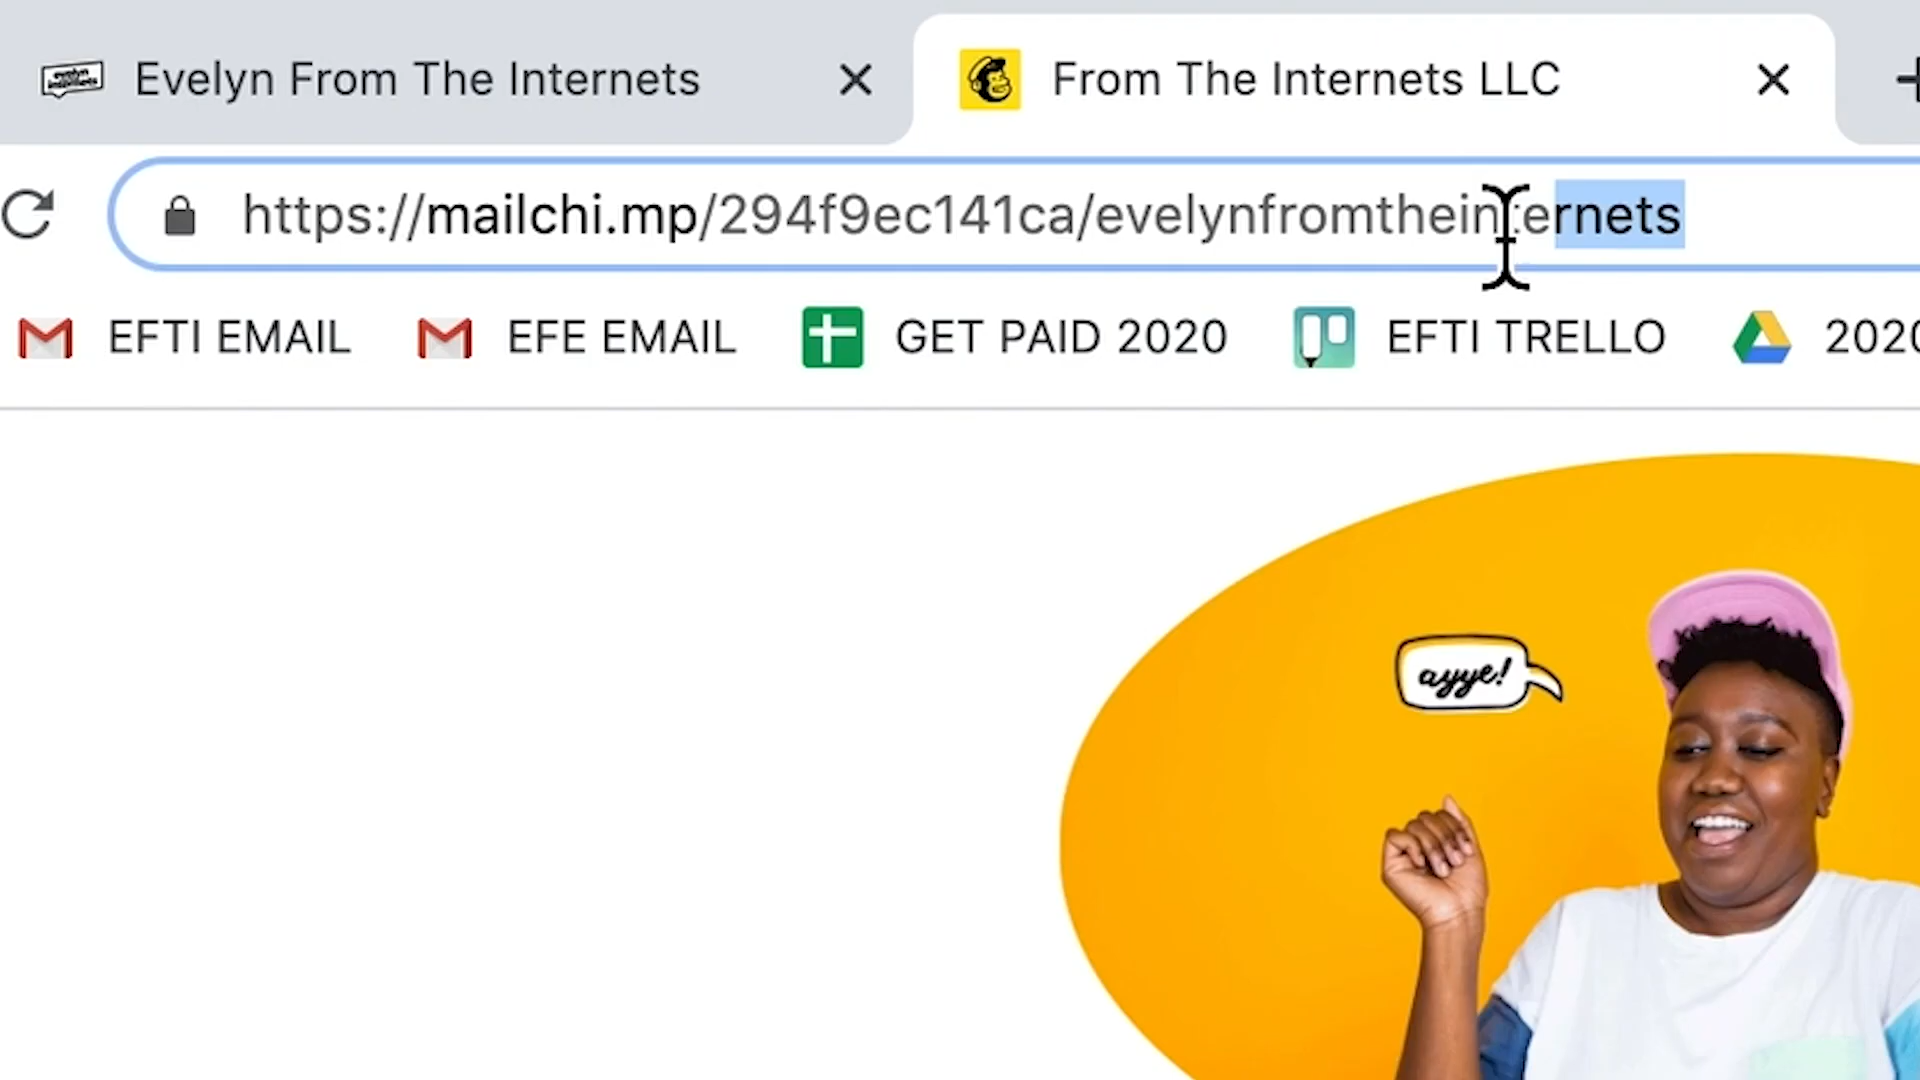 Evelyn From The Internets
From The Internets LLC
https://mailchi.mp/294f9ec141ca/evelynfromtheinternets
EFTI EMAIL
EFE EMAIL
GET PAID 2020
EFTI TRELLO
2020
ayye!